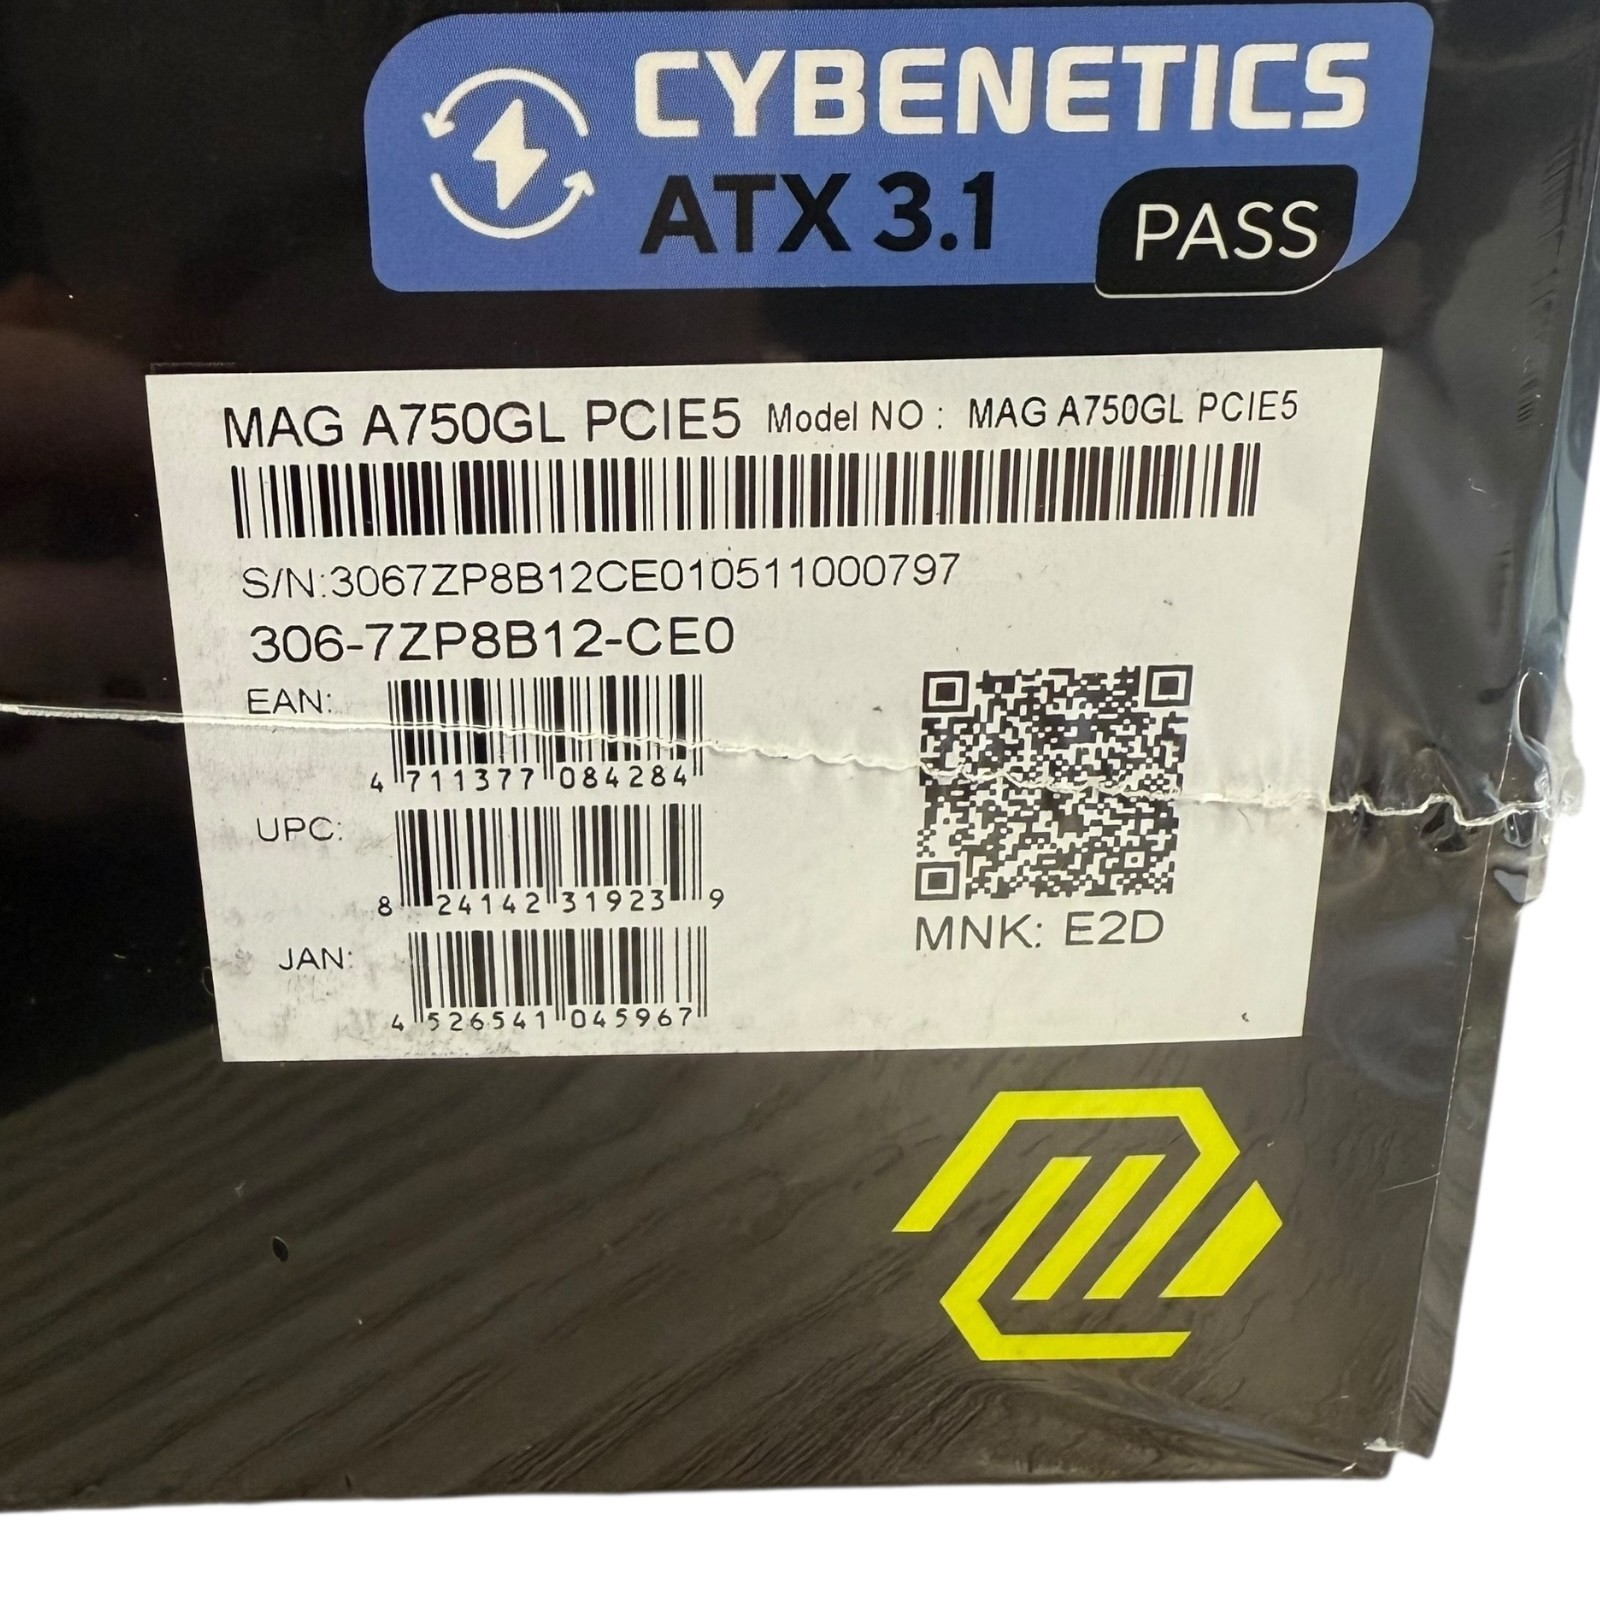 CYBENETICS
ATX 3.1
PASS
MAG A750GL PCIE5 Model NO : MAG A750GL PCIE5
S/N:3067ZP8B12CE010511000797
306-7ZP8B12-CE0
EAN:
4 711377 084284
UPC:
8 24142 31923 9
JAN:
4 526541 045967
MNK: E2D